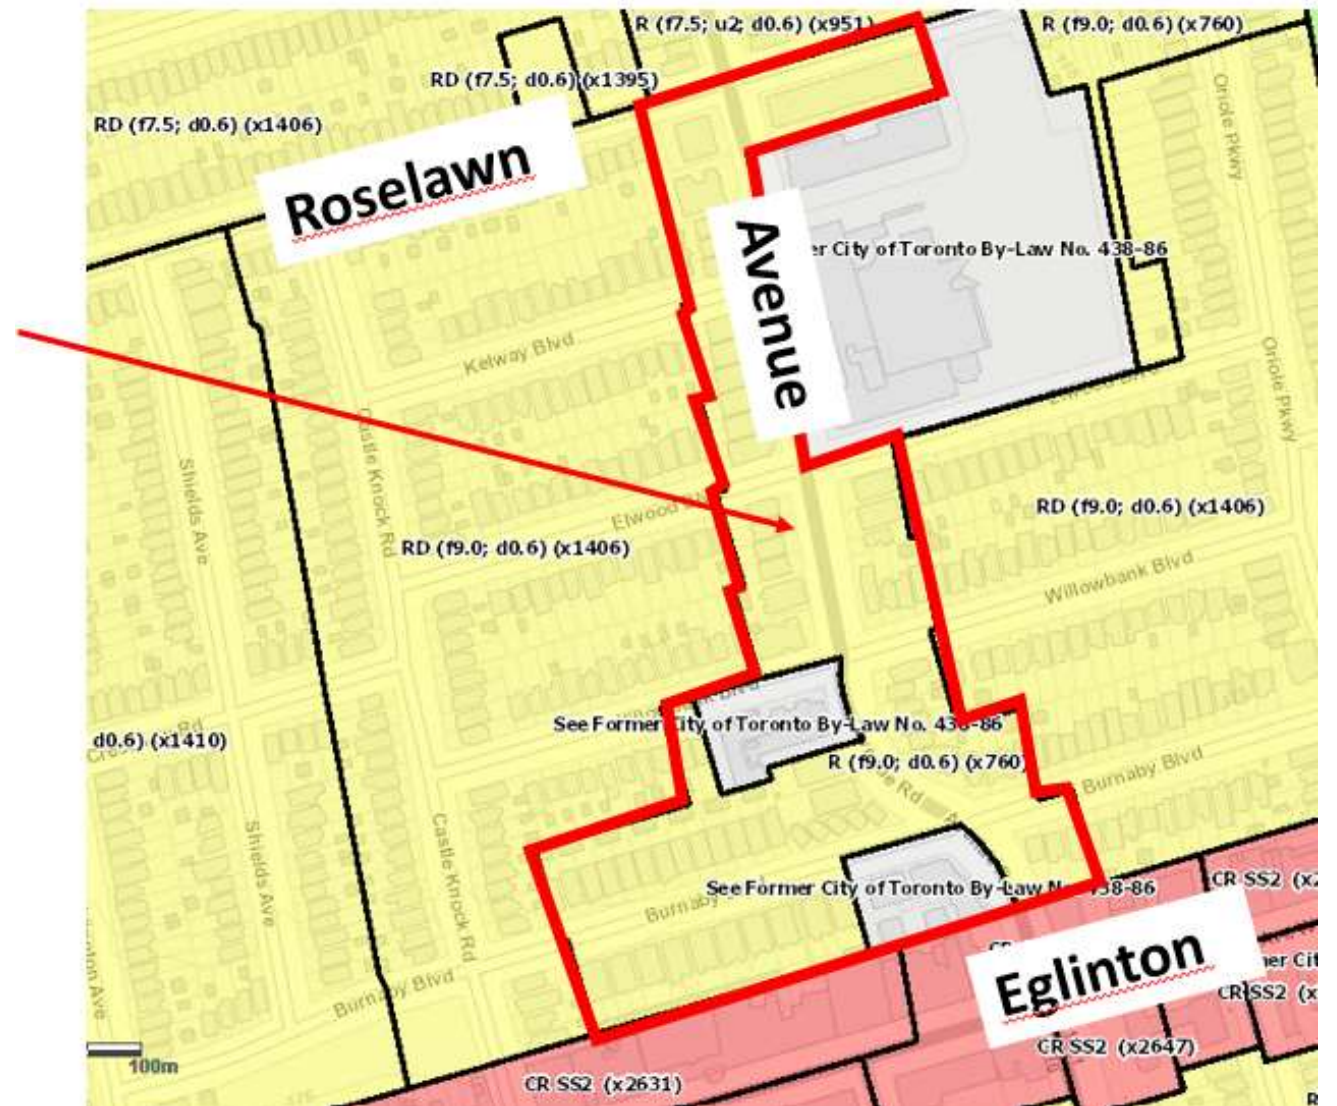 R (f7.5; u2; d0.6) (x951)
R (f9.0; d0.6) (x760)
RD (f7.5; d0.6) (x1395)
RD (f7.5; d0.6) (x1406)
Oriole Pkwy
Roselawn
Avenue
er City of Toronto By-Law No. 438-86
Kelway Blvd
Oriole Pkwy
Castle Knock Rd
Shields Ave
Elwood
RD (f9.0; d0.6) (x1406)
RD (f9.0; d0.6) (x1406)
Willowbank Blvd
See Former City of Toronto By-Law No. 438-86
d0.6) (x1410)
R (f9.0; d0.6) (x760)
Burnaby Blvd
Shields Ave
Castle Knock Rd
See Former City of Toronto By-Law No. 438-86
CR SS2 (x2
Burnaby
Eglinton
Burnaby Blvd
ner Cit
CR SS2 (x
100m
CR SS2 (x2647)
CR SS2 (x2631)